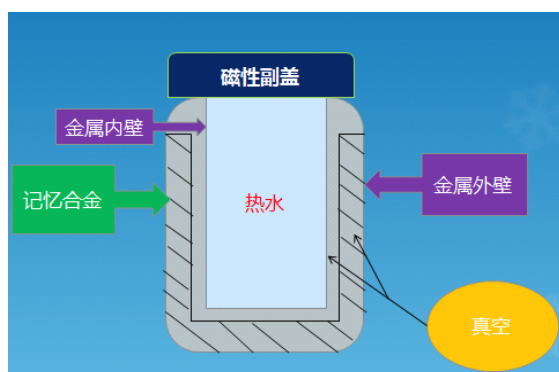 磁性副盖
金属内壁
记忆合金
热水
金属外壁
真空